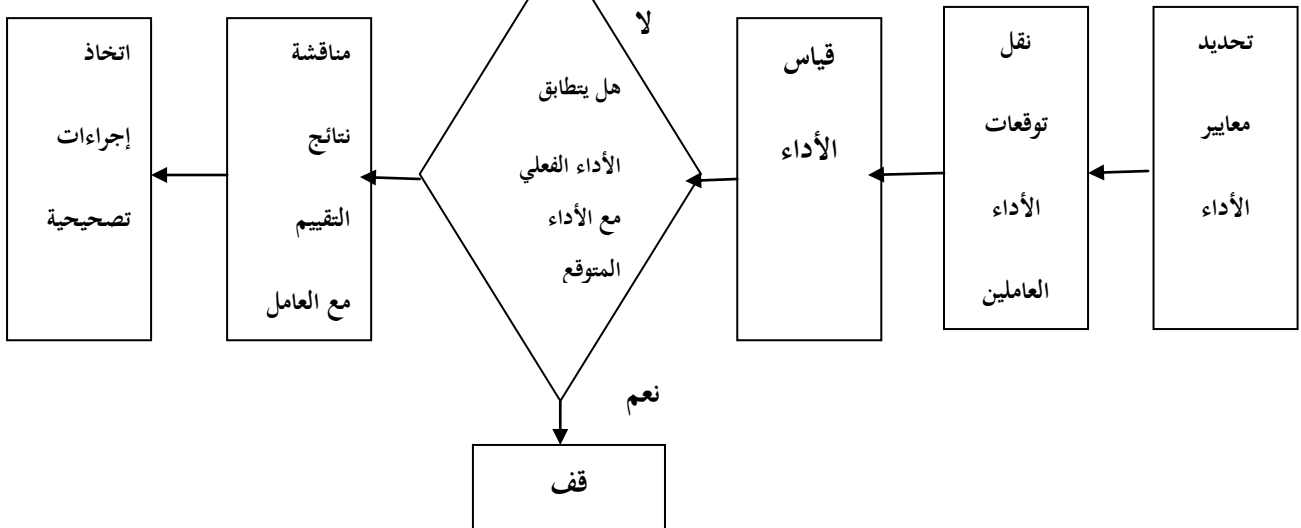 تحديد
معايير
الأداء
نقل
توقعات
الأداء
العاملين
قياس
الأداء
لا
هل يتطابق
الأداء الفعلي
مع الأداء
المتوقع
نعم
قف
مناقشة
نتائج
التقييم
مع العامل
اتخاذ
إجراءات
تصحيحية